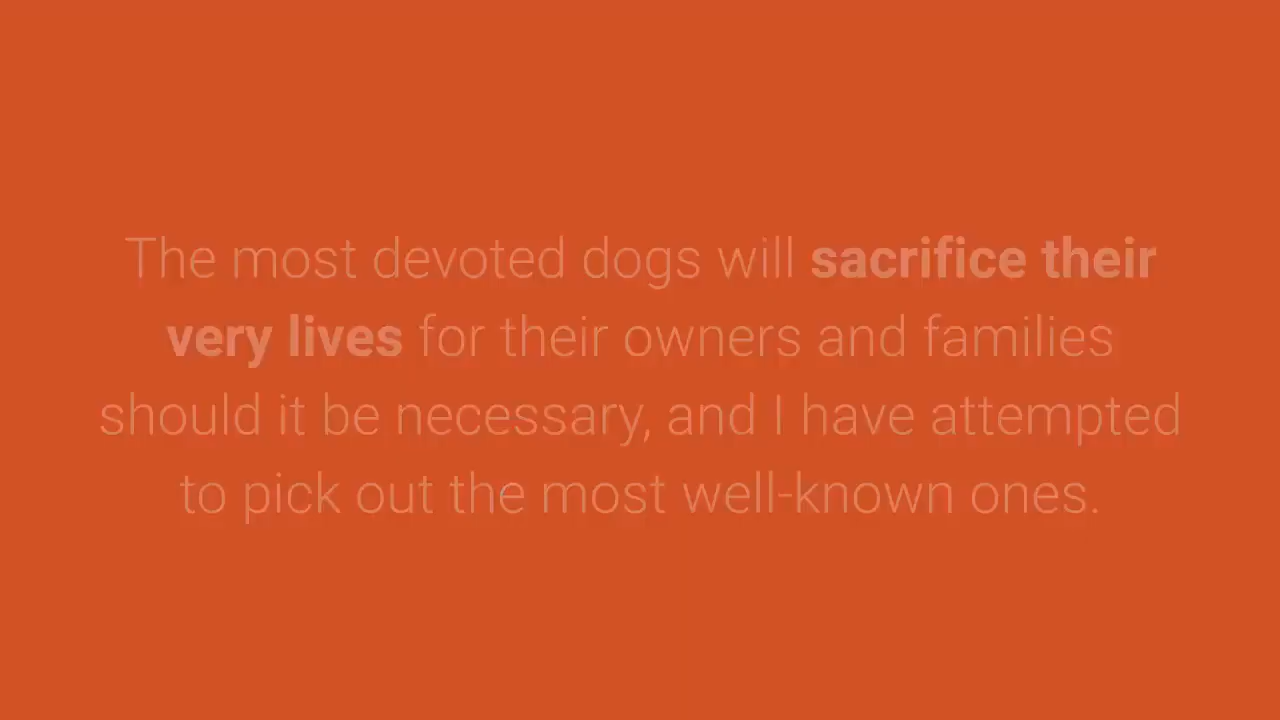 The most devoted dogs will sacrifice their
very lives for their owners and families
should it be necessary, and I have attempted
to pick out the most well-known ones.